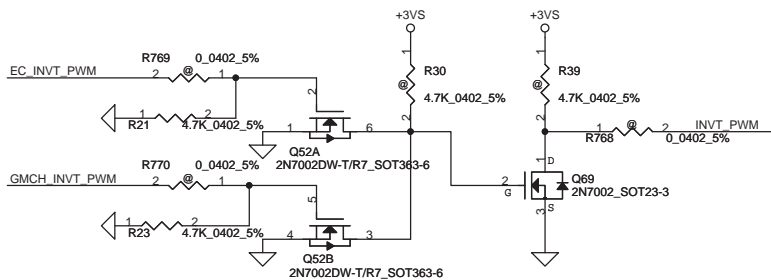 +3VS
+3VS
R769
0_0402_5%
EC_INVT_PWM
2
@
1
R30
R39
1
1
@
@
2
4.7K_0402_5%
4.7K_0402_5%
1
2
R21
4.7K_0402_5%
2
2
INVT_PWM
1
6
R768
@
2
0_0402_5%
Q52A
2N7002DW-T/R7_SOT363-6
1
D
R770
0_0402_5%
Q69
2N7002_SOT23-3
GMCH_INVT_PWM
2
@
1
2
G
S
3
5
1
2
R23
4.7K_0402_5%
4
3
Q52B
2N7002DW-T/R7_SOT363-6